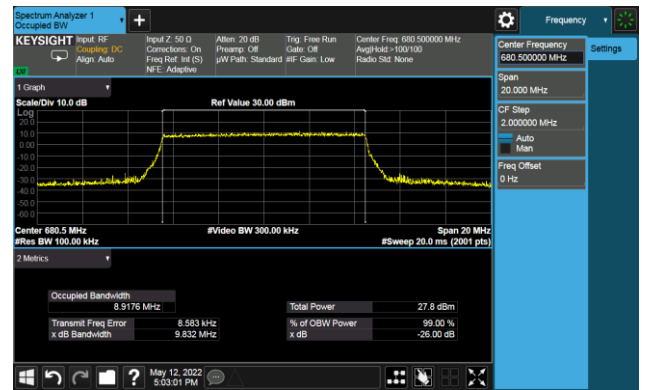 Spectrum Analyzer 1
Occupied BW
Frequency
KEYSIGHT
Input: RF
Coupling: DC
Align: Auto
Input Z: 50 Ω
Corrections: On
Freq Ref: Int (S)
NFE: Adaptive
Atten: 20 dB
Preamp: Off
µW Path: Standard
Trig: Free Run
Gate: Off
#IF Gain: Low
Center Freq: 680.500000 MHz
Avg|Hold:>100/100
Radio Std: None
Center Frequency
680.500000 MHz
Settings
Span
20.000 MHz
CF Step
2.000000 MHz
Auto
Man
Freq Offset
0 Hz
1 Graph
Scale/Div 10.0 dB
Ref Value 30.00 dBm
Log
20.0
10.0
0.00
-10.0
-20.0
-30.0
-40.0
-50.0
-60.0
Center 680.5 MHz
#Video BW 300.00 kHz
Span 20 MHz
#Res BW 100.00 kHz
#Sweep 20.0 ms (2001 pts)
2 Metrics
Occupied Bandwidth
8.9176 MHz
Total Power
27.8 dBm
Transmit Freq Error
8.583 kHz
% of OBW Power
99.00 %
x dB Bandwidth
9.832 MHz
x dB
-26.00 dB
May 12, 2022
5:03:01 PM